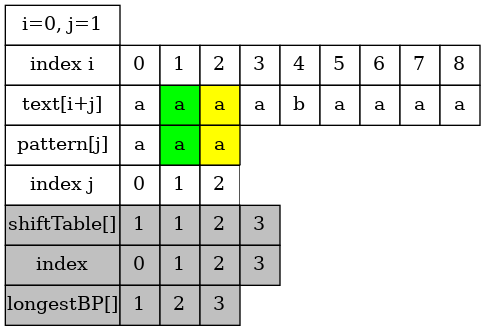 i=0, j=1
index i 0 1 2 3 4 5 6 7 8
text[i+j] a a a a b a a a a
pattern[j] a a a
index j 0 1 2
shiftTable[] 1 1 2 3
index 0 1 2 3
longestBP[] 1 2 3